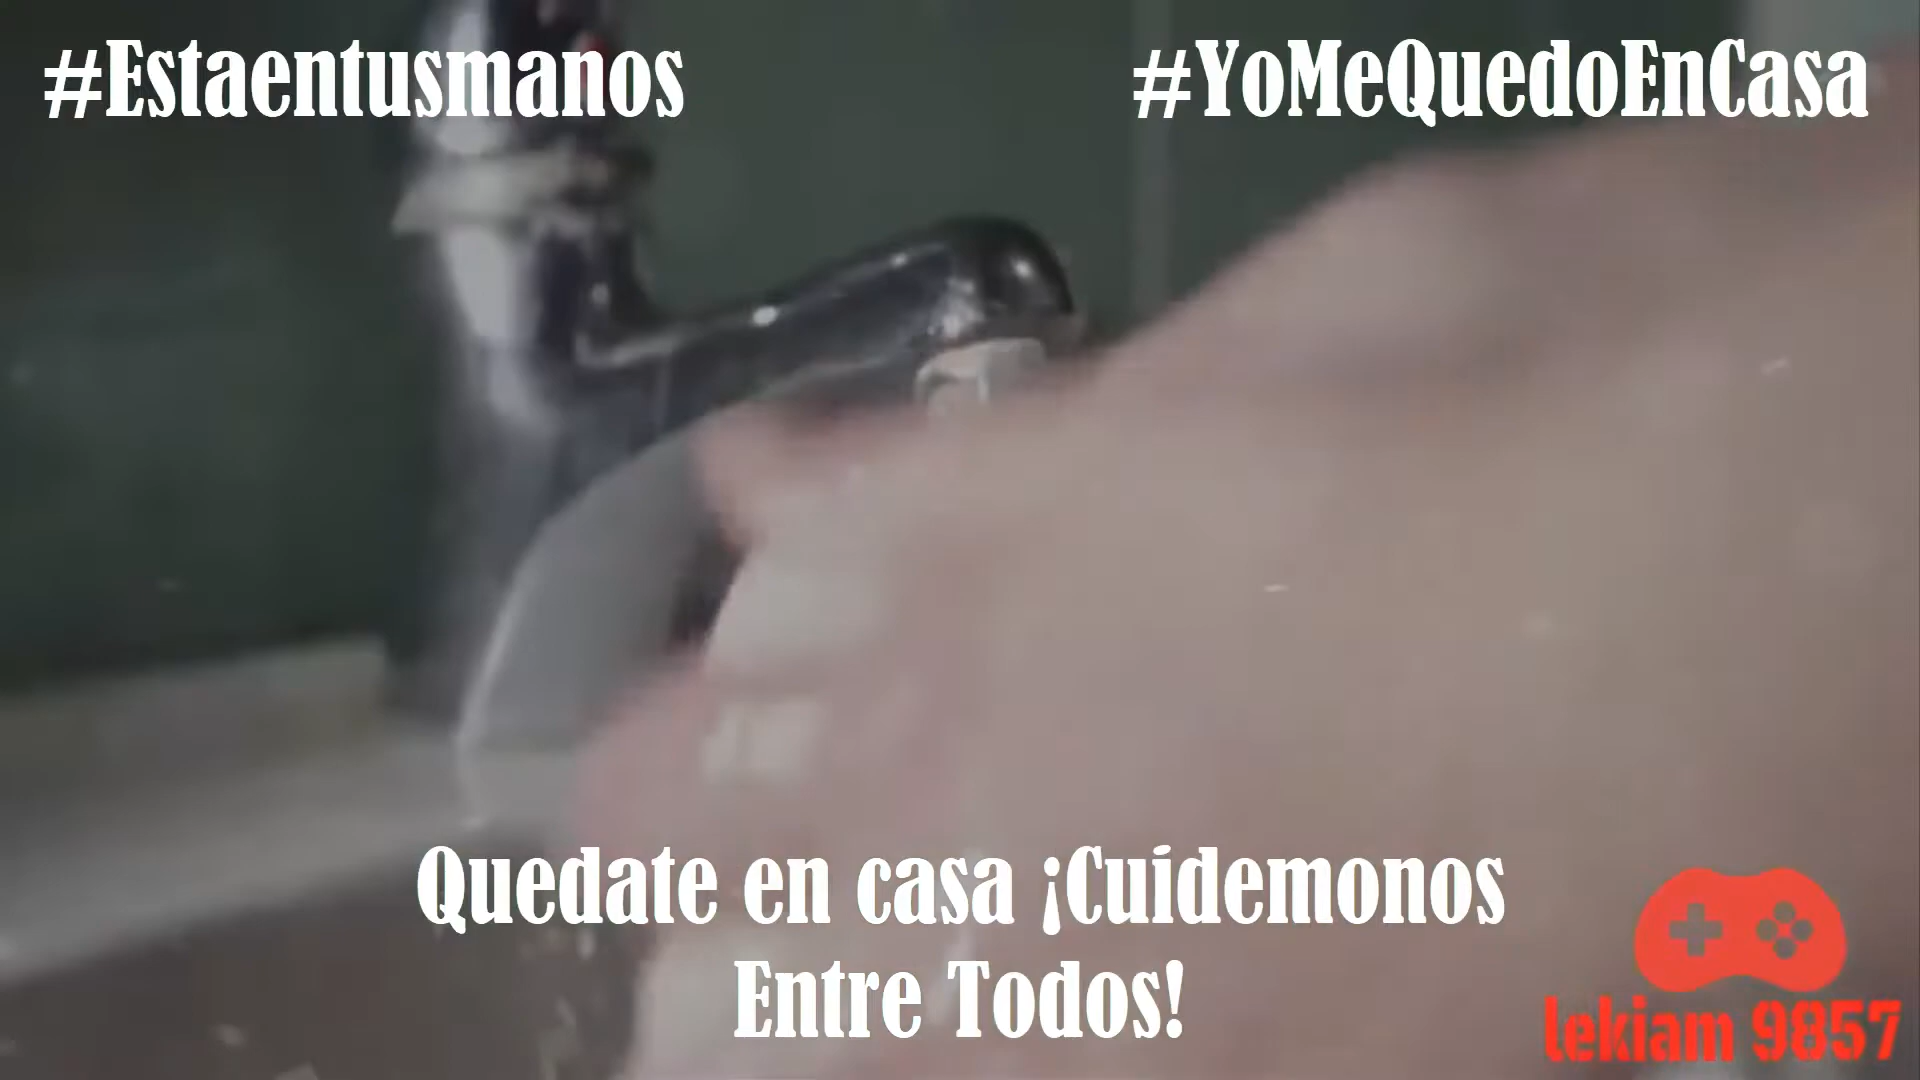 #Estaentusmanos
#YoMeQuedoEnCasa
Quedate en casa ¡Cuidemonos
Entre Todos!
lekiam 9857